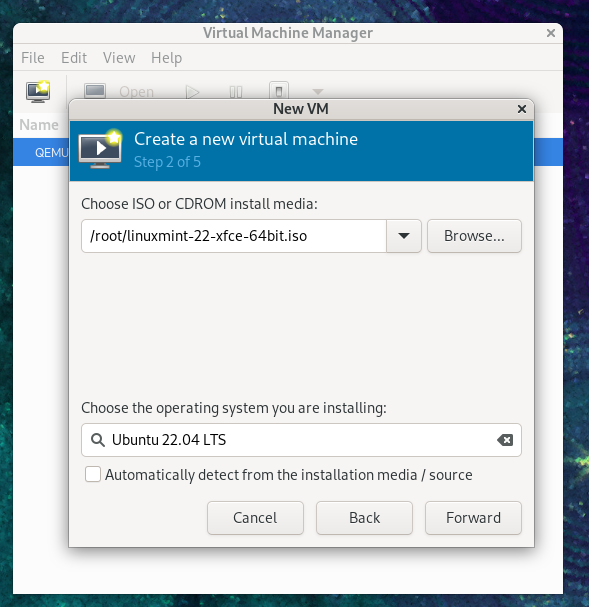 Virtual Machine Manager
File Edit View Help
Open
Name
QEMU
New VM
Create a new virtual machine
Step 2 of 5
Choose ISO or CDROM install media:
/root/linuxmint-22-xfce-64bit.iso
Browse...
Choose the operating system you are installing:
Ubuntu 22.04 LTS
Automatically detect from the installation media / source
Cancel Back Forward